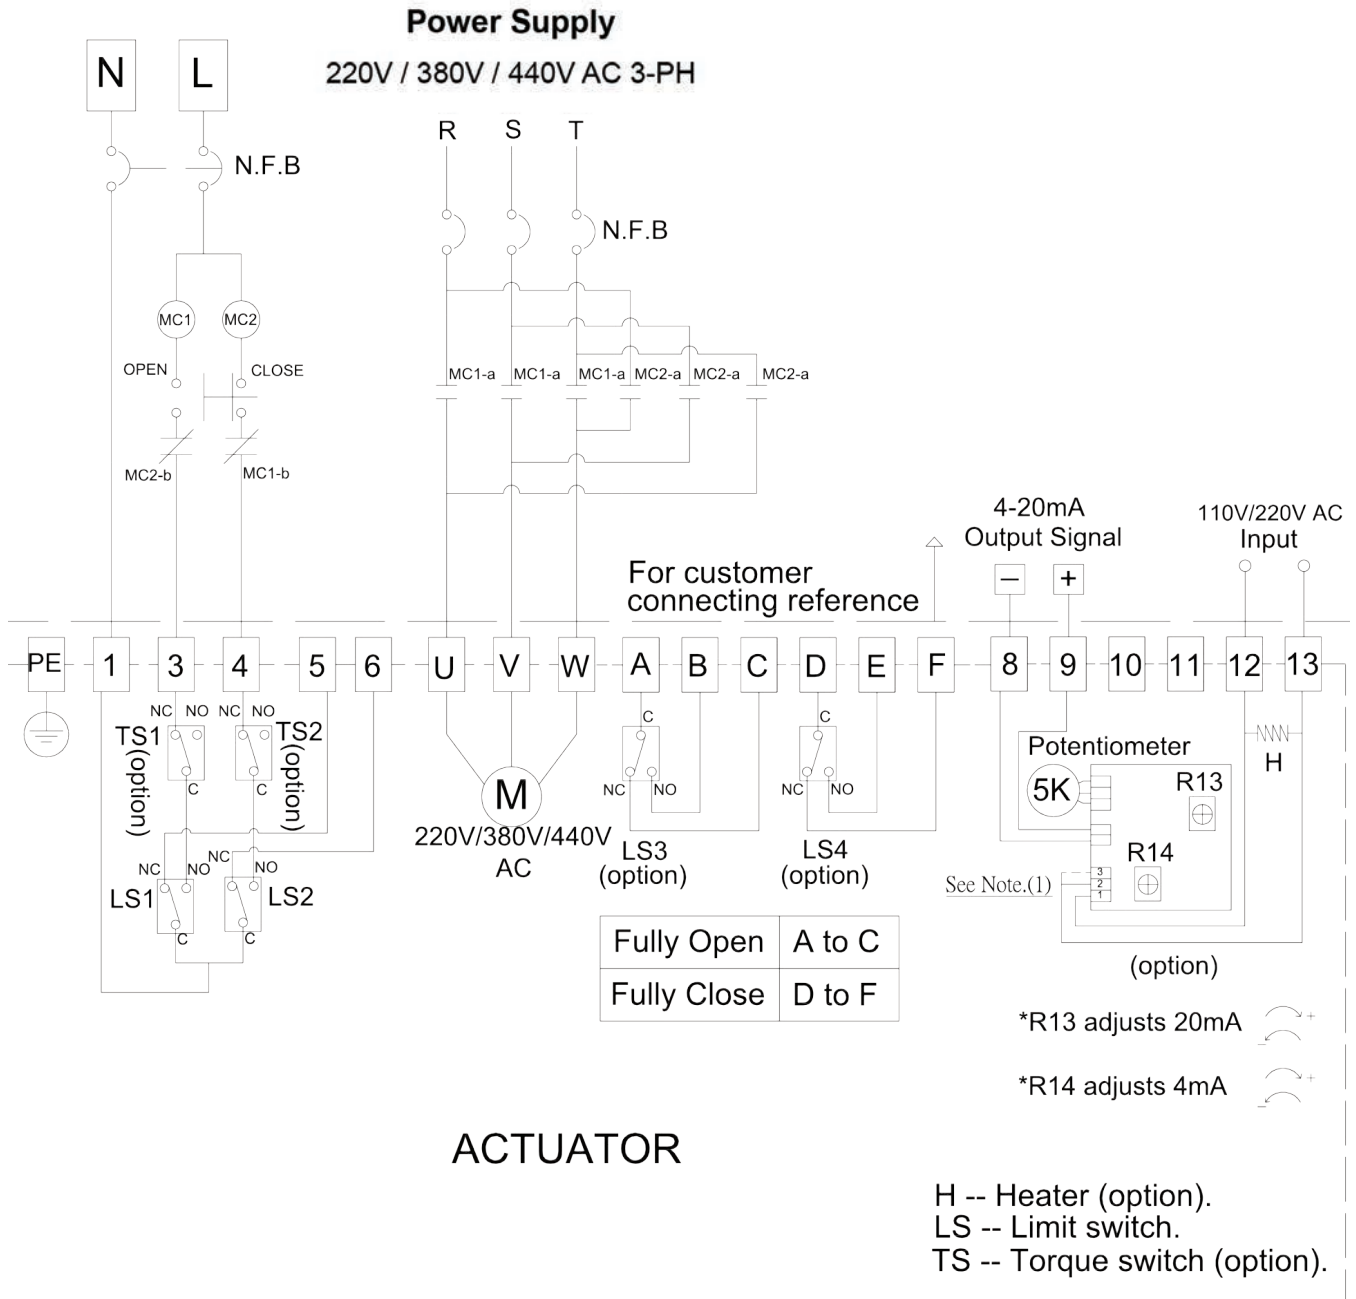 Power Supply
220V / 380V / 440V AC 3-PH
N L
R S T
N.F.B
N.F.B
MC1 MC2
OPEN CLOSE
MC1-a MC1-a MC1-a MC2-a MC2-a MC2-a
MC2-b MC1-b
4-20mA
Output Signal
110V/220V AC
Input
− +
For customer
connecting reference
PE 1 3 4 5 6 U V W A B C D E F 8 9 10 11 12 13
NC NO NC NO
TS1 (option) TS2 (option)
C C
C C
NC NO NC NO
M
220V/380V/440V
AC
LS3
(option)
LS4
(option)
NC NO NC NO
LS1 LS2
C C
Potentiometer
5K
R13
R14
H
3
2
1
See Note.(1)
(option)
Fully Open A to C
Fully Close D to F
*R13 adjusts 20mA + −
*R14 adjusts 4mA + −
ACTUATOR
H -- Heater (option).
LS -- Limit switch.
TS -- Torque switch (option).